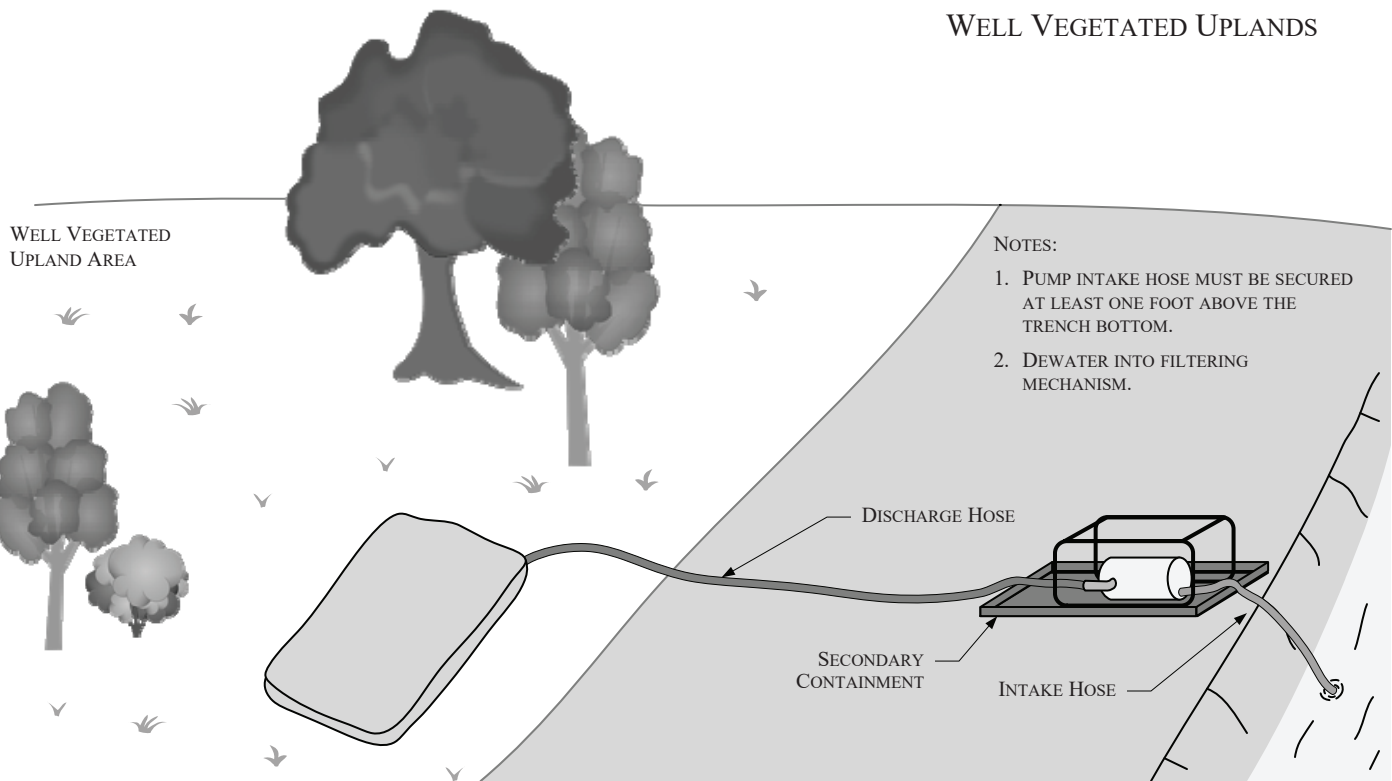 WELL VEGETATED UPLANDS
WELL VEGETATED
UPLAND AREA
NOTES:
1. PUMP INTAKE HOSE MUST BE SECURED
AT LEAST ONE FOOT ABOVE THE
TRENCH BOTTOM.
2. DEWATER INTO FILTERING
MECHANISM.
DISCHARGE HOSE
SECONDARY
CONTAINMENT
INTAKE HOSE